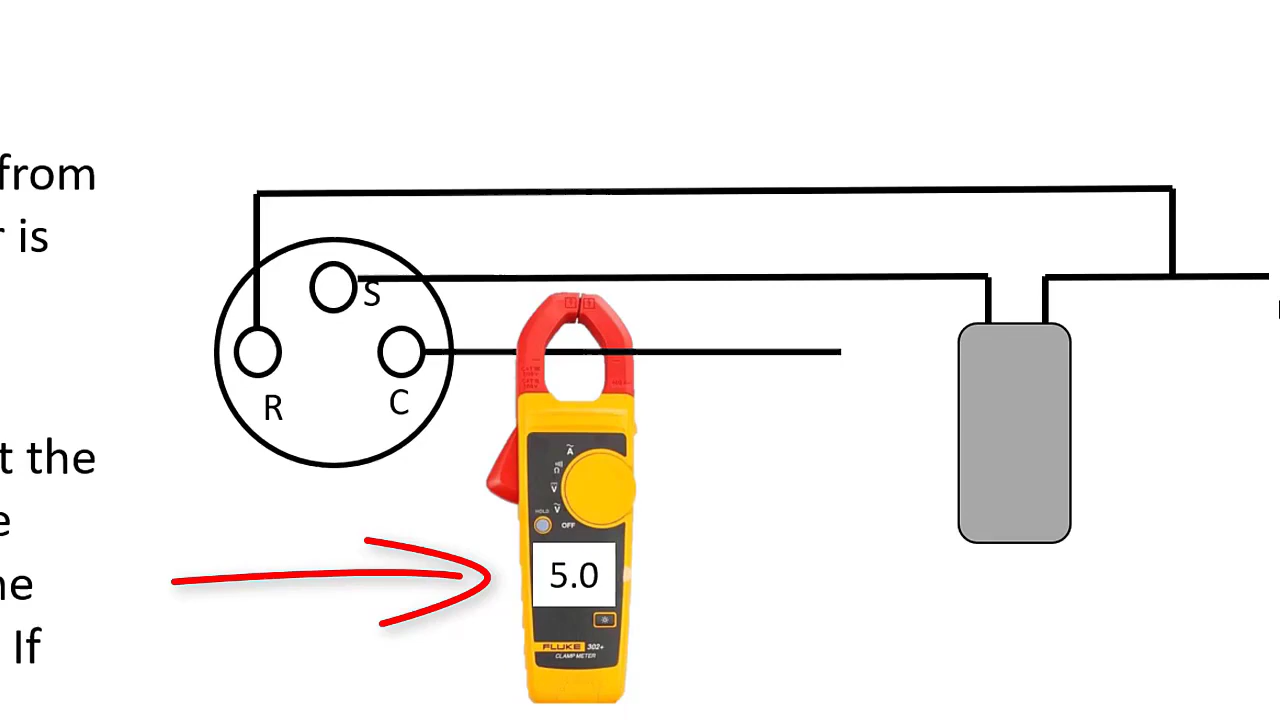 from
r is
S
R
C
t the
e
ne
If
A
Ω
V
V
HOLD
OFF
5.0
FLUKE 302+
CLAMP METER